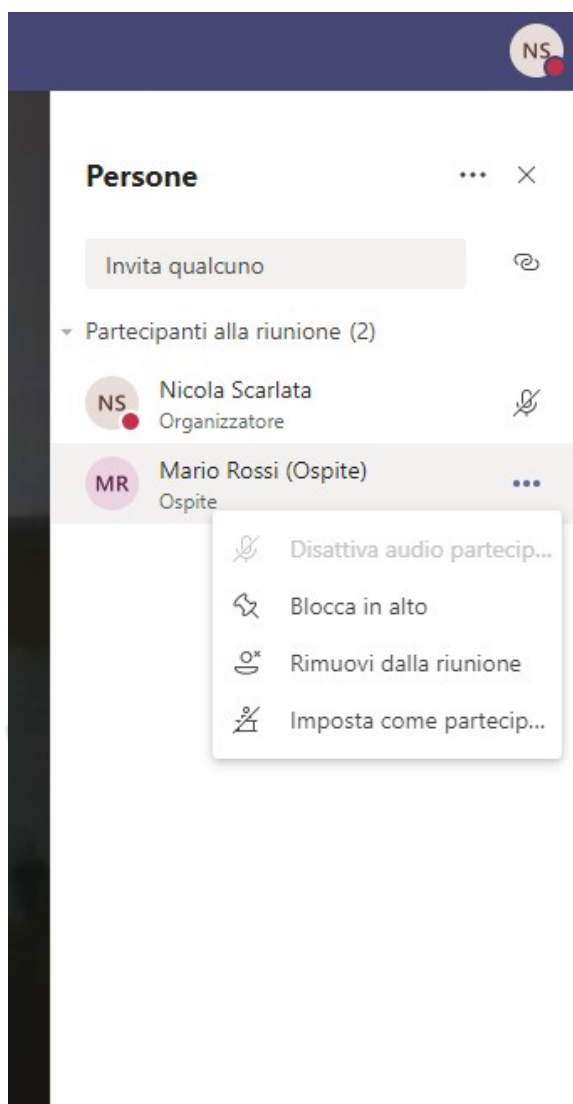 NS
Persone
Invita qualcuno
Partecipanti alla riunione (2)
NS
Nicola Scarlata
Organizzatore
MR
Mario Rossi (Ospite)
Ospite
Disattiva audio partecip...
Blocca in alto
Rimuovi dalla riunione
Imposta come partecip...